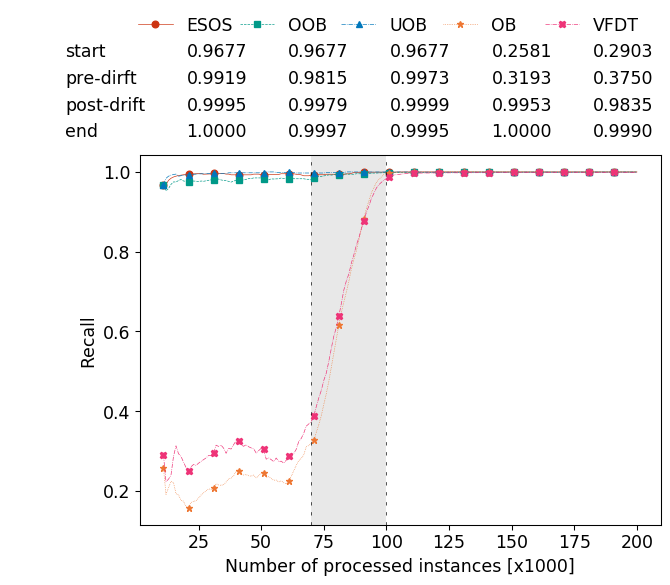 ESOS OOB UOB OB VFDT
start 0.9677 0.9677 0.9677 0.2581 0.2903
pre-dirft 0.9919 0.9815 0.9973 0.3193 0.3750
post-drift 0.9995 0.9979 0.9999 0.9953 0.9835
end 1.0000 0.9997 0.9995 1.0000 0.9990
1.0
0.8
0.6
0.4
0.2
Recall
25 50 75 100 125 150 175 200
Number of processed instances [x1000]